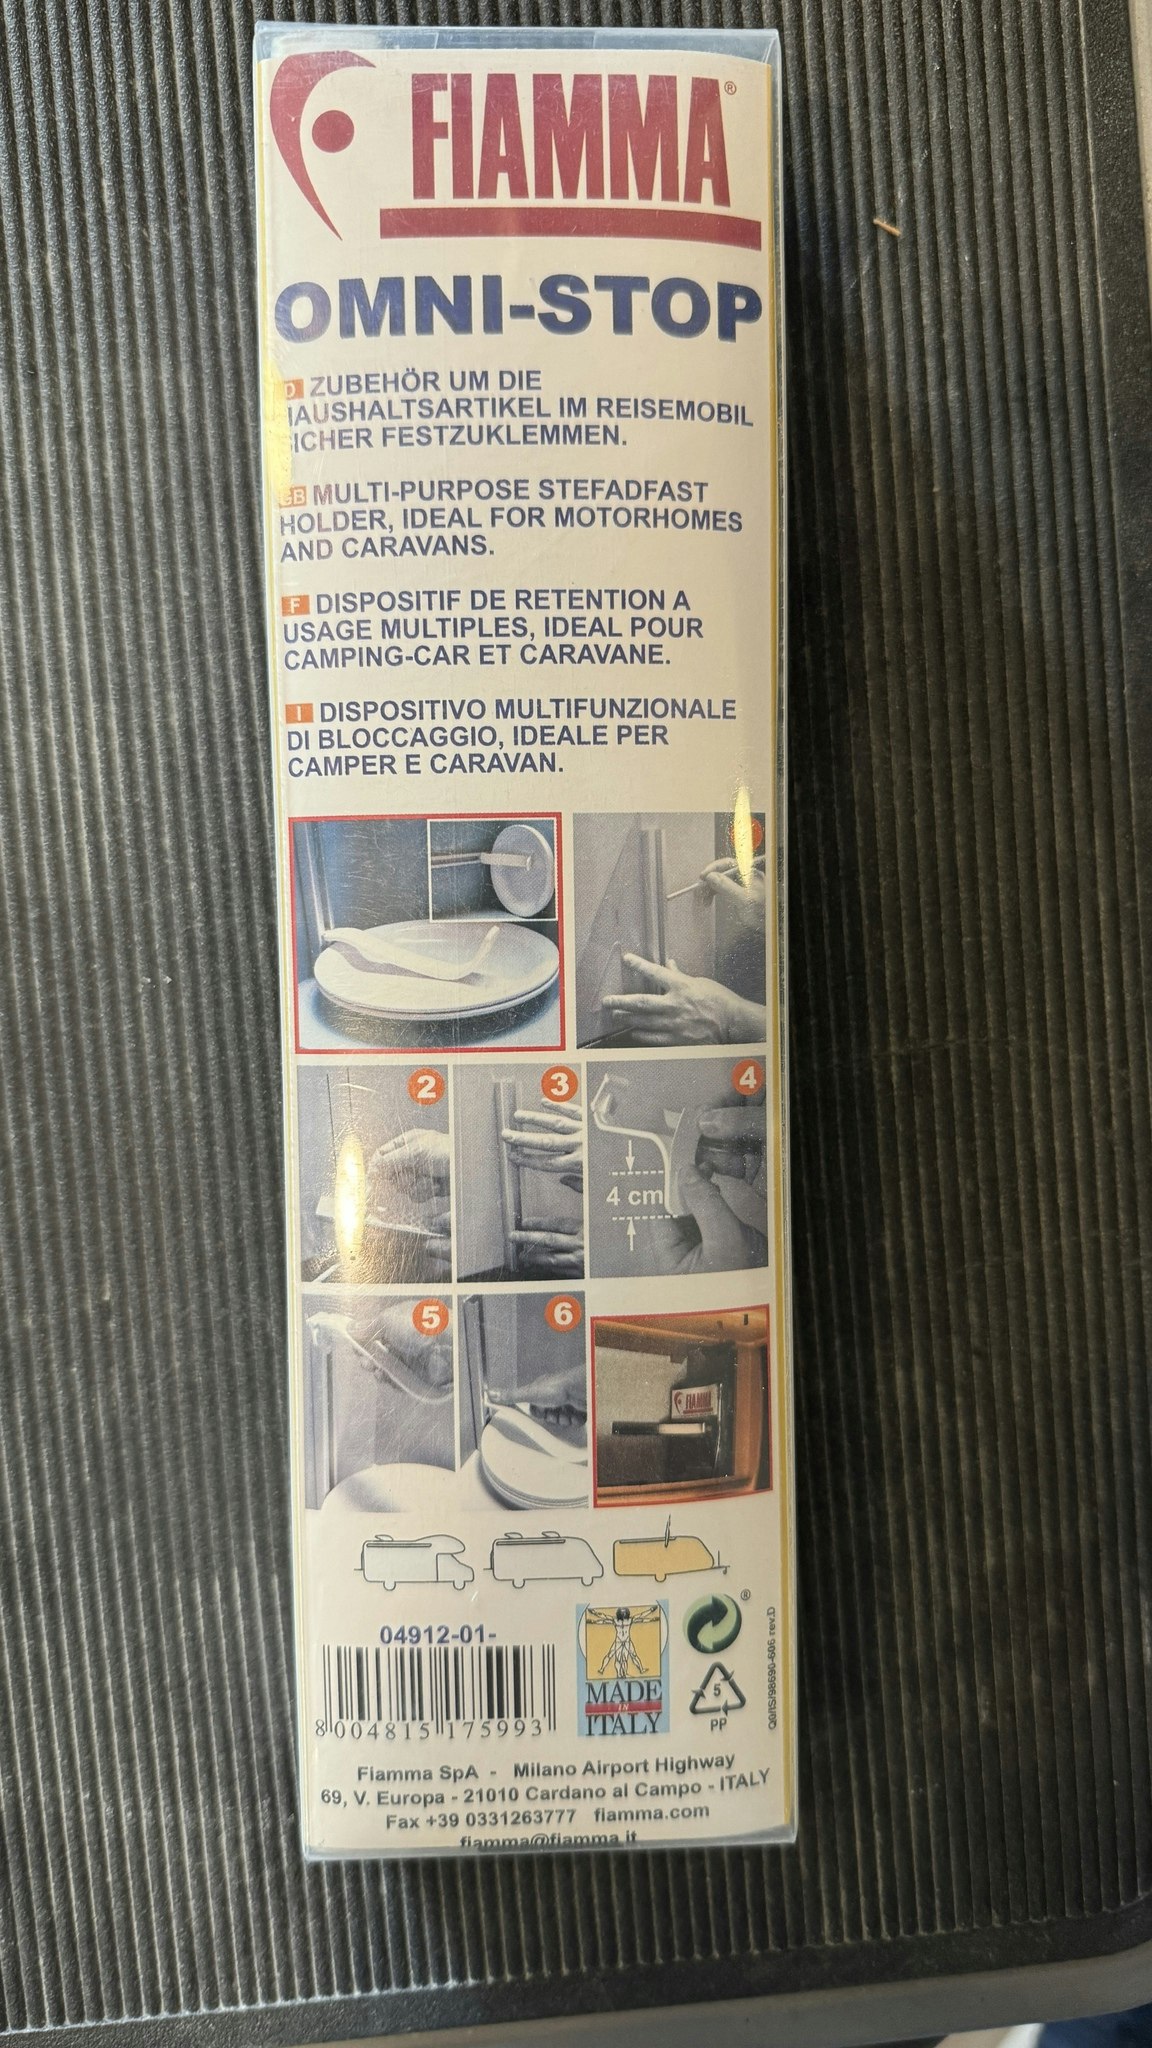 FIAMMA®
OMNI-STOP
D ZUBEHÖR UM DIE
HAUSHALTSARTIKEL IM REISEMOBIL
SICHER FESTZUKLEMMEN.
GB MULTI-PURPOSE STEFADFAST
HOLDER, IDEAL FOR MOTORHOMES
AND CARAVANS.
F DISPOSITIF DE RETENTION A
USAGE MULTIPLES, IDEAL POUR
CAMPING-CAR ET CARAVANE.
I DISPOSITIVO MULTIFUNZIONALE
DI BLOCCAGGIO, IDEALE PER
CAMPER E CARAVAN.
2
3
4
4 cm
5
6
FIAMMA
04912-01-
8 004815 175993
MADE
IN
ITALY
®
5
PP
Fiamma SpA - Milano Airport Highway
69, V. Europa - 21010 Cardano al Campo - ITALY
Fax +39 0331263777 fiamma.com
fiamma@fiamma.it